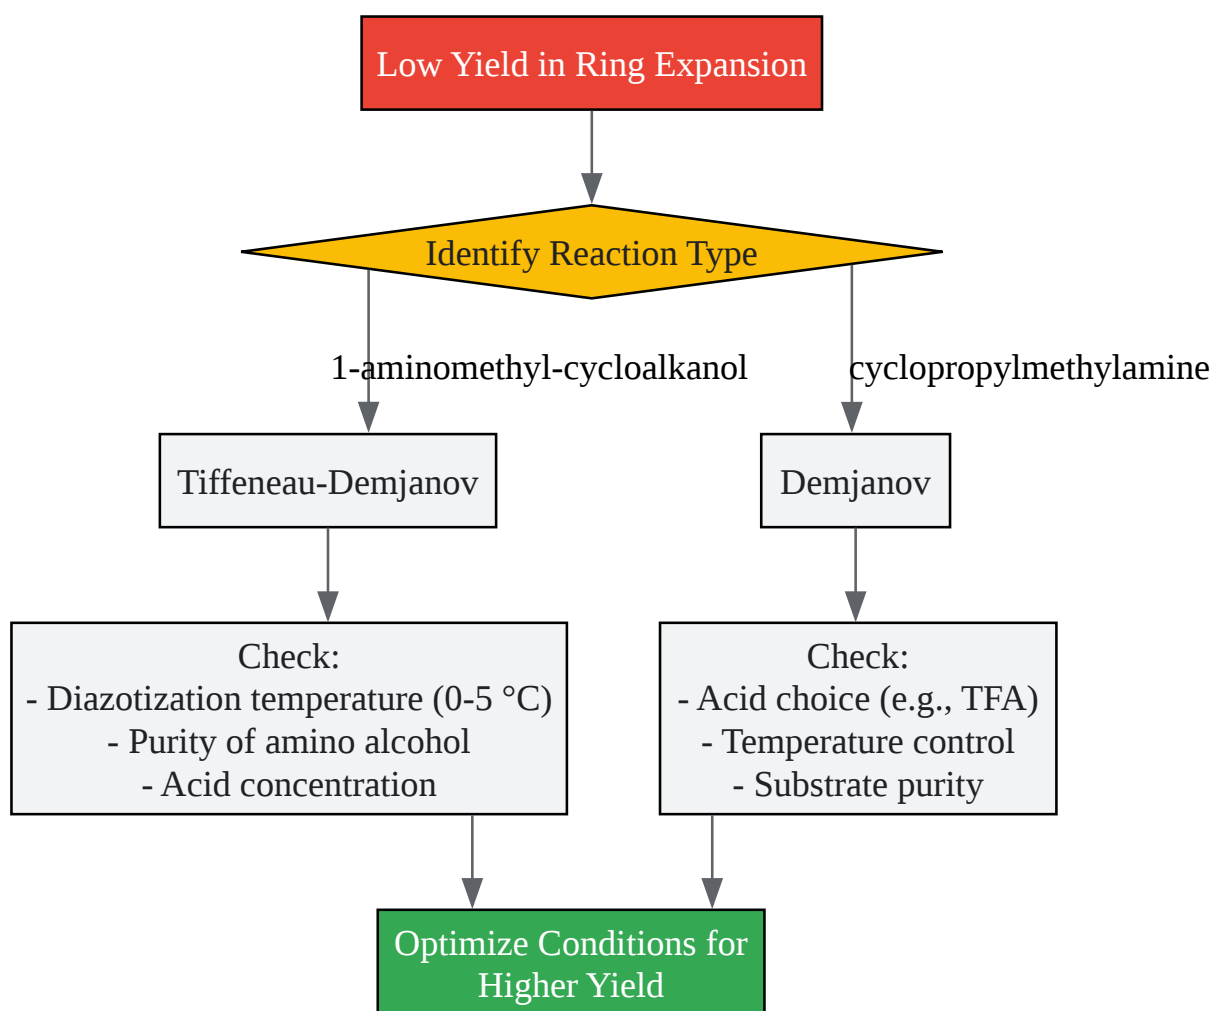 Low Yield in Ring Expansion
Identify Reaction Type
1-aminomethyl-cycloalkanol
cyclopropylmethylamine
Tiffeneau-Demjanov
Demjanov
Check:
- Diazotization temperature (0-5 °C)
- Purity of amino alcohol
- Acid concentration
Check:
- Acid choice (e.g., TFA)
- Temperature control
- Substrate purity
Optimize Conditions for
Higher Yield